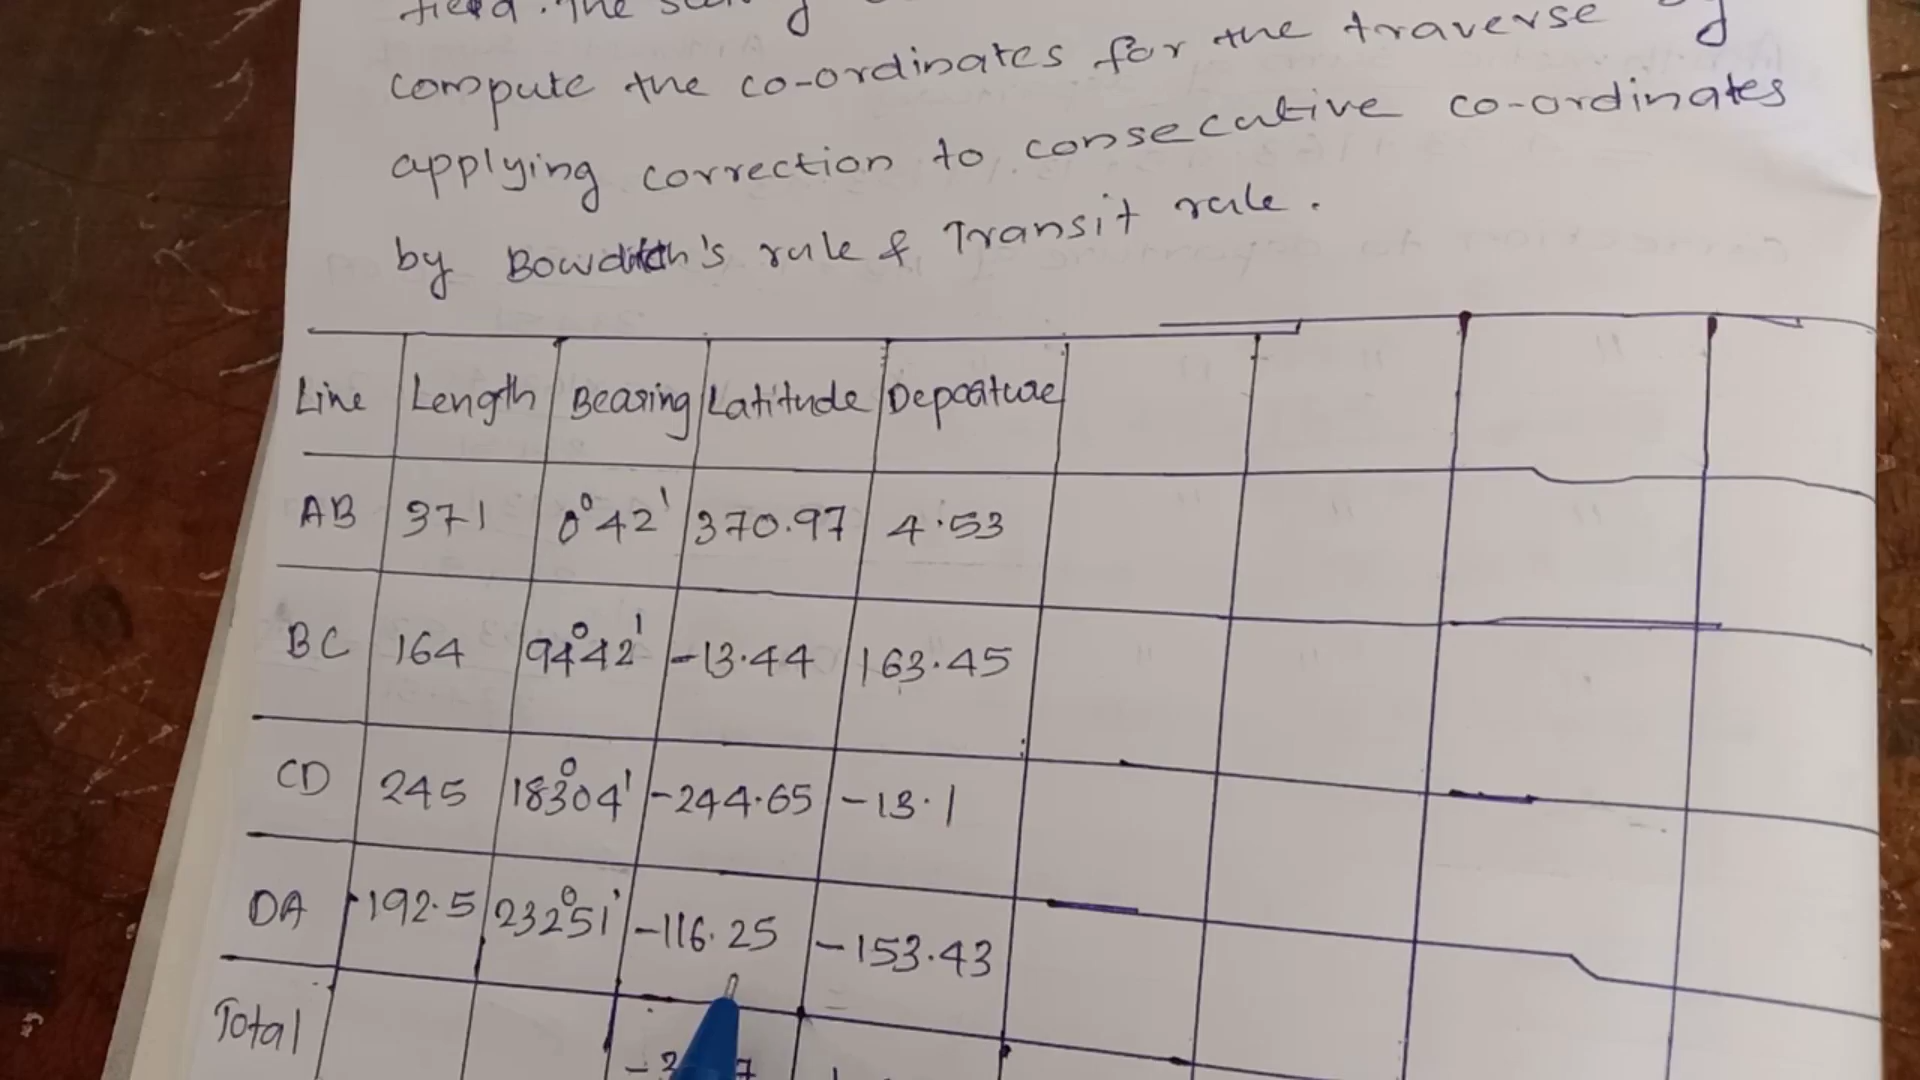 field. The
compute the co-ordinates for the traverse by
applying correction to consecutive co-ordinates
by Bowditch's rule & Transit rule.
Line Length Bearing Latitude Departure
AB 371 0°42' 370.97 4.53
BC 164 94°42' -13.44 163.45
CD 245 183°04' -244.65 -13.1
DA 192.5 232°51' -116.25 -153.43
Total